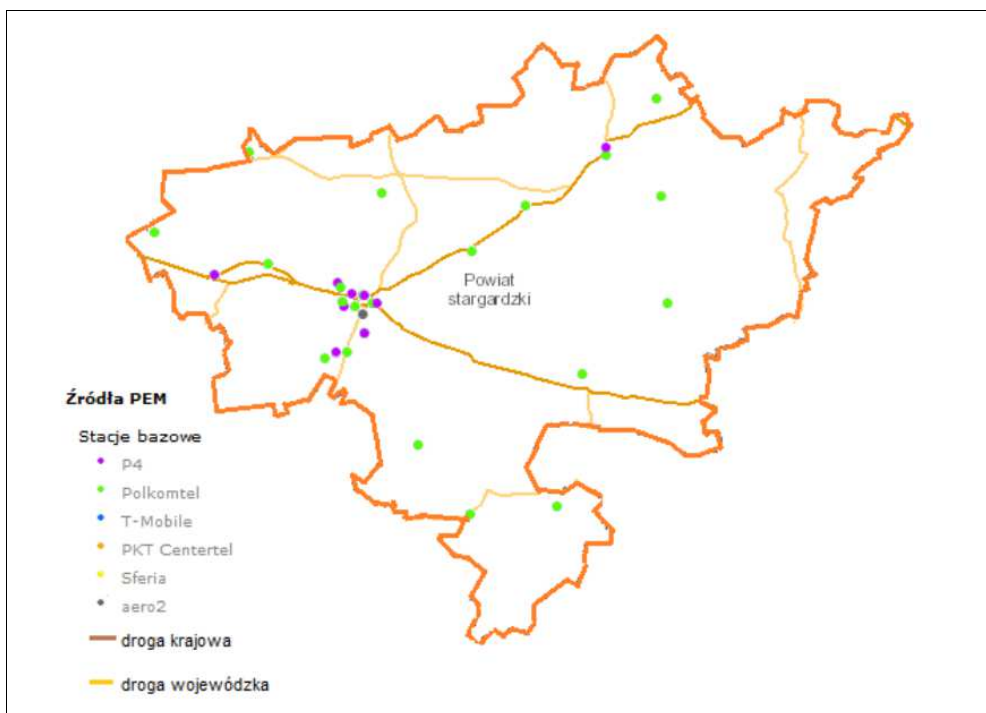 Powiat
stargardzki
Źródła PEM
Stacje bazowe
P4
Polkomtel
T-Mobile
PKT Centertel
Sferia
aero2
droga krajowa
droga wojewódzka